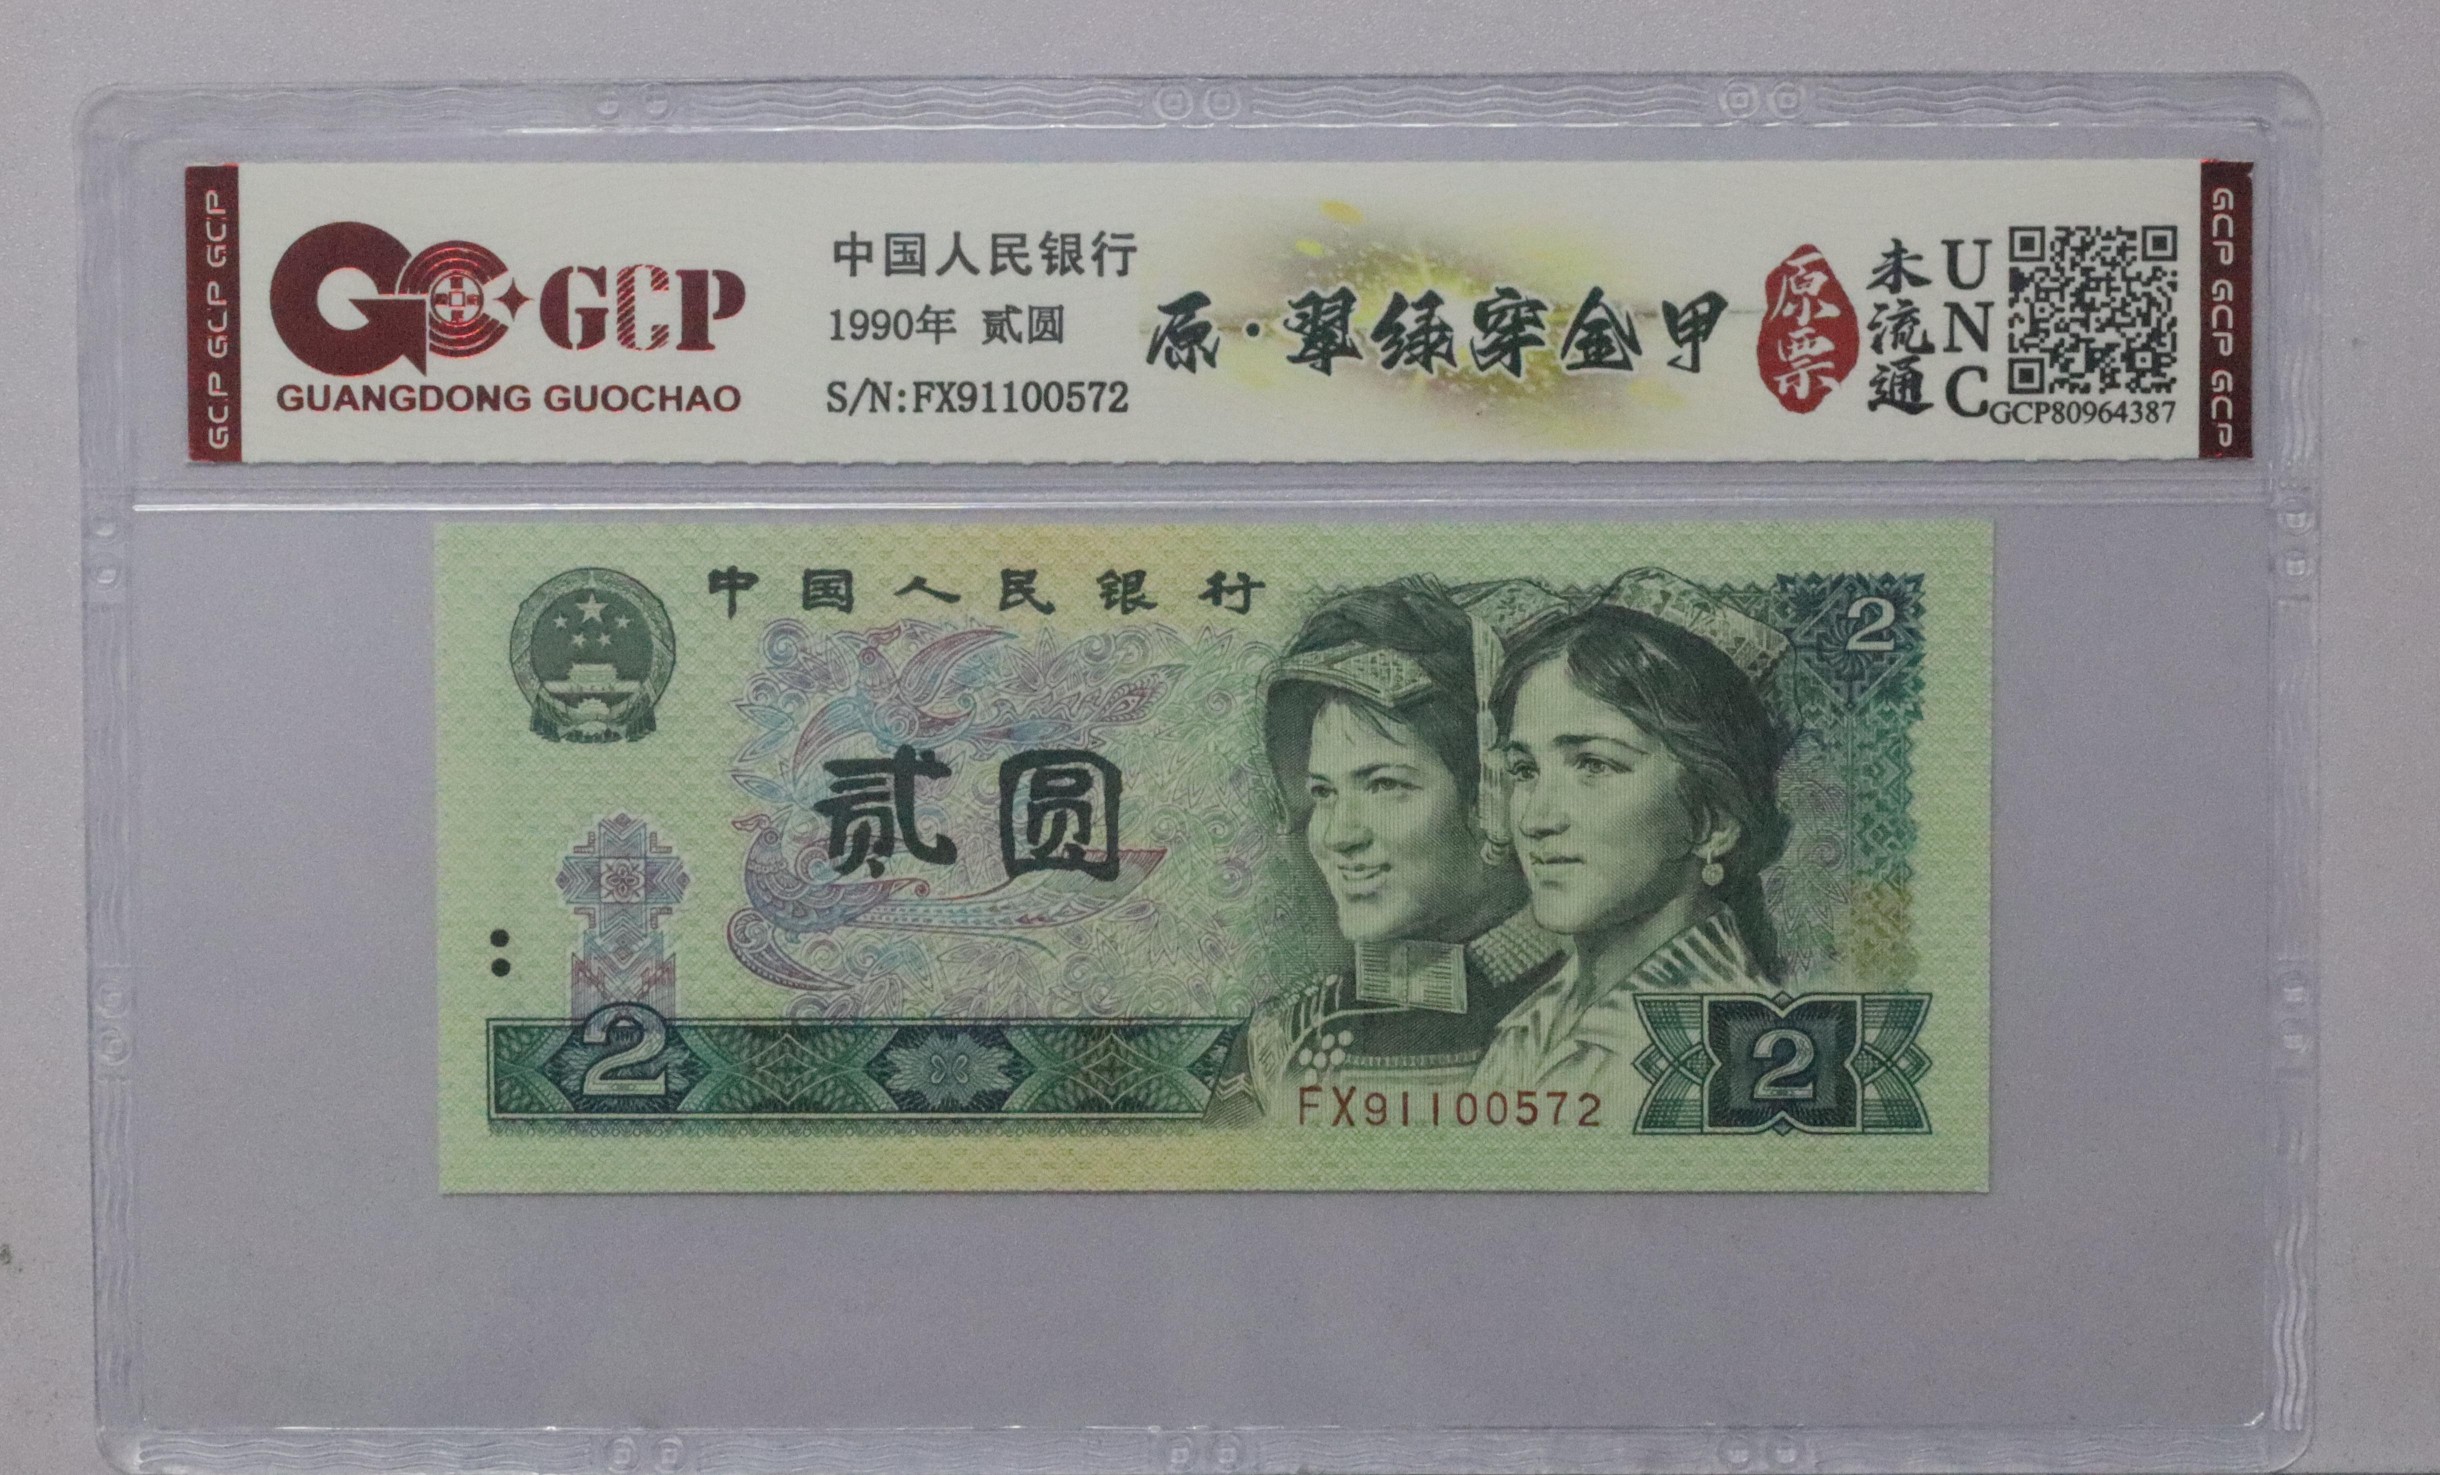 GCP GCP GCP
GCP
GUANGDONG GUOCHAO
中国人民银行
1990年 贰圆
S/N:FX91100572
原·翠绿穿金甲
原票
未流通
UNC
GCP80964387
GCP GCP GCP
中国人民银行
2
贰圆
2
FX91100572
2